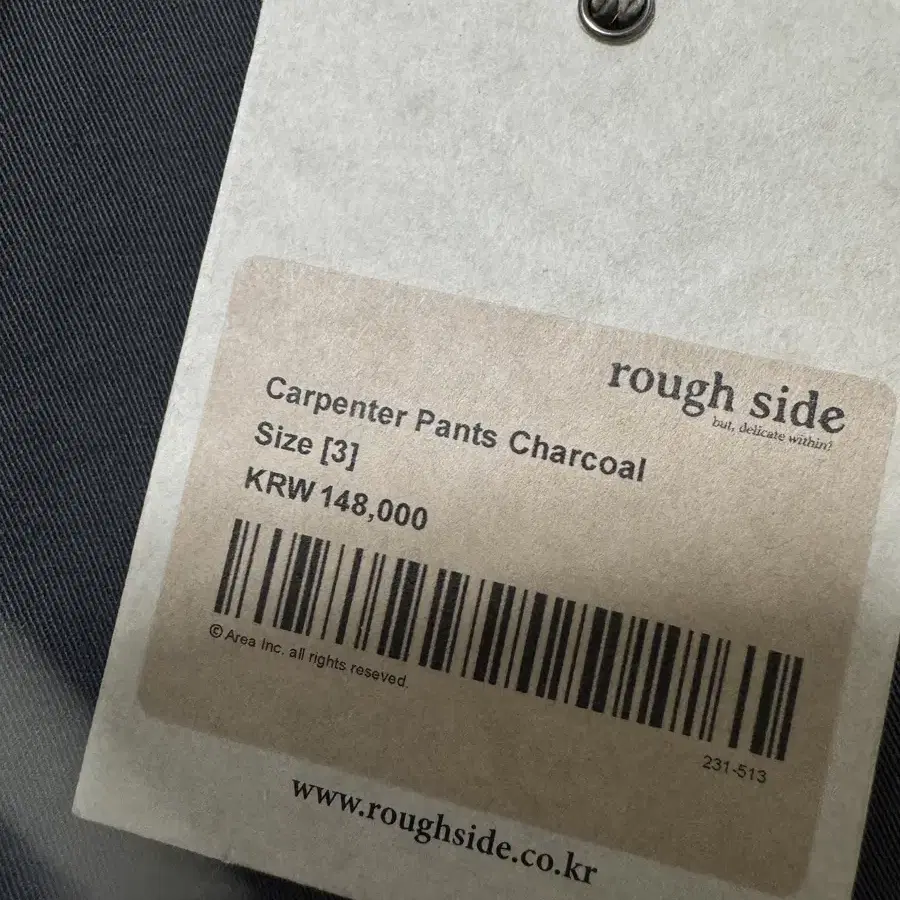 rough side
but, delicate within?
Carpenter Pants Charcoal
Size [3]
KRW 148,000
© Area Inc. all rights reseved.
231-513
www.roughside.co.kr